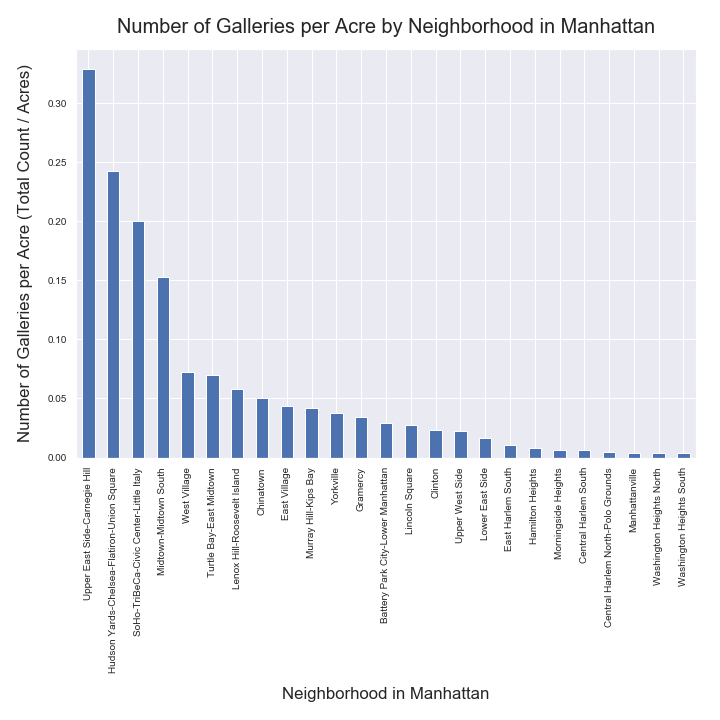 Number of Galleries per Acre by Neighborhood in Manhattan
Number of Galleries per Acre (Total Count / Acres)
0.30
0.25
0.20
0.15
0.10
0.05
0.00
Upper East Side-Carnegie Hill
Hudson Yards-Chelsea-Flatiron-Union Square
SoHo-TriBeCa-Civic Center-Little Italy
Midtown-Midtown South
West Village
Turtle Bay-East Midtown
Lenox Hill-Roosevelt Island
Chinatown
East Village
Murray Hill-Kips Bay
Yorkville
Gramercy
Battery Park City-Lower Manhattan
Lincoln Square
Clinton
Upper West Side
Lower East Side
East Harlem South
Hamilton Heights
Morningside Heights
Central Harlem South
Central Harlem North-Polo Grounds
Manhattanville
Washington Heights North
Washington Heights South
Neighborhood in Manhattan